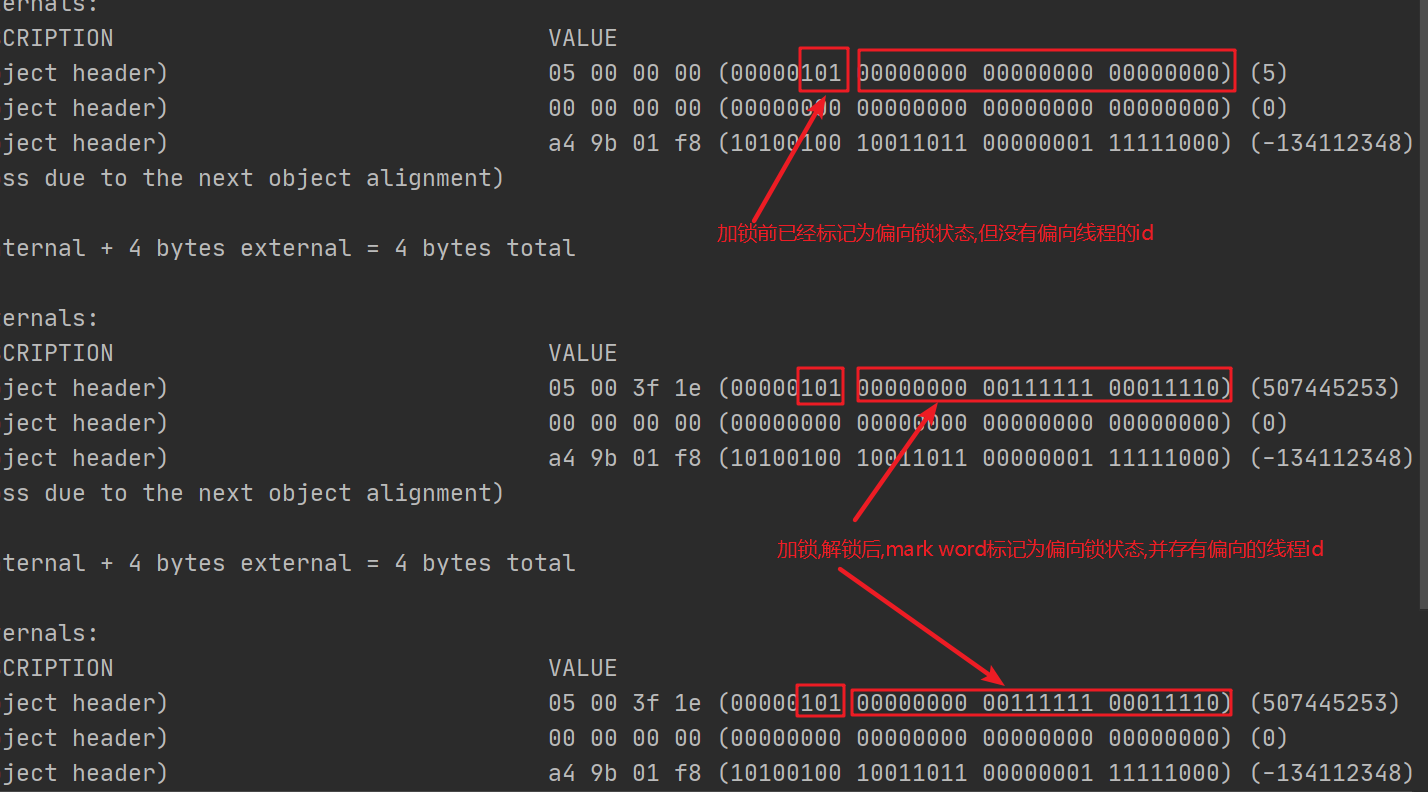 ernals:
CRIPTION VALUE
ject header) 05 00 00 00 (00000101 00000000 00000000 00000000) (5)
ject header) 00 00 00 00 (00000000 00000000 00000000 00000000) (0)
ject header) a4 9b 01 f8 (10100100 10011011 00000001 11111000) (-134112348)
ss due to the next object alignment)
加锁前已经标记为偏向锁状态,但没有偏向线程的id
ternal + 4 bytes external = 4 bytes total
ernals:
CRIPTION VALUE
ject header) 05 00 3f 1e (00000101 00000000 00111111 00011110) (507445253)
ject header) 00 00 00 00 (00000000 00000000 00000000 00000000) (0)
ject header) a4 9b 01 f8 (10100100 10011011 00000001 11111000) (-134112348)
ss due to the next object alignment)
加锁,解锁后,mark word标记为偏向锁状态,并存有偏向的线程id
ternal + 4 bytes external = 4 bytes total
ernals:
CRIPTION VALUE
ject header) 05 00 3f 1e (00000101 00000000 00111111 00011110) (507445253)
ject header) 00 00 00 00 (00000000 00000000 00000000 00000000) (0)
ject header) a4 9b 01 f8 (10100100 10011011 00000001 11111000) (-134112348)